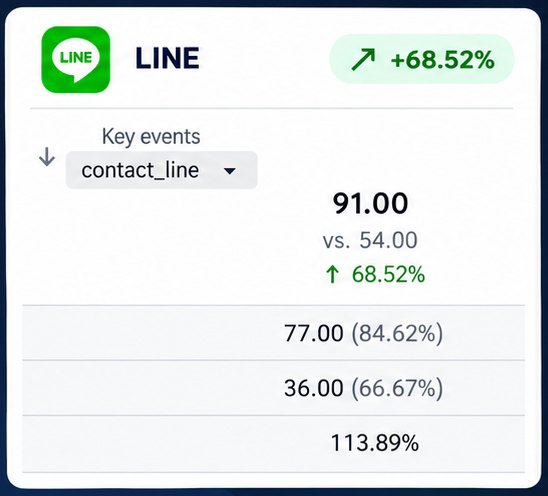 LINE
LINE
+68.52%
Key events
contact_line
91.00
vs. 54.00
↑ 68.52%
77.00 (84.62%)
36.00 (66.67%)
113.89%